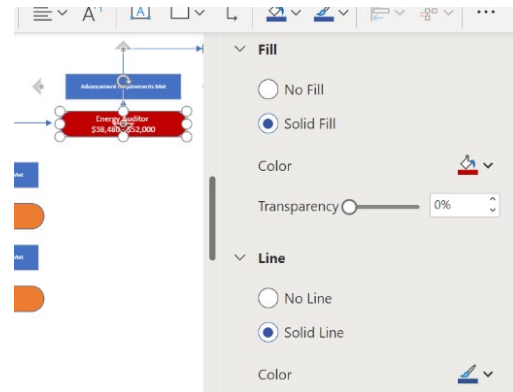 A
A
Fill
Advancement Requirements Met
No Fill
Energy Auditor
$38,480 - $52,000
Solid Fill
Color
Met
Transparency
0%
Met
Line
No Line
Solid Line
Color